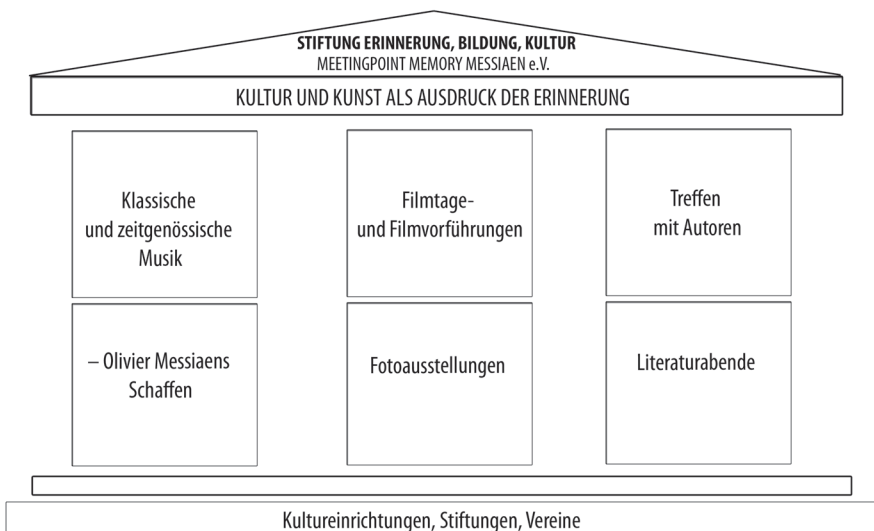 STIFTUNG ERINNERUNG, BILDUNG, KULTUR
MEETINGPOINT MEMORY MESSIAEN e.V.
KULTUR UND KUNST ALS AUSDRUCK DER ERINNERUNG
Klassische
und zeitgenössische
Musik
Filmtage-
und Filmvorführungen
Treffen
mit Autoren
– Olivier Messiaens
Schaffen
Fotoausstellungen
Literaturabende
Kultureinrichtungen, Stiftungen, Vereine